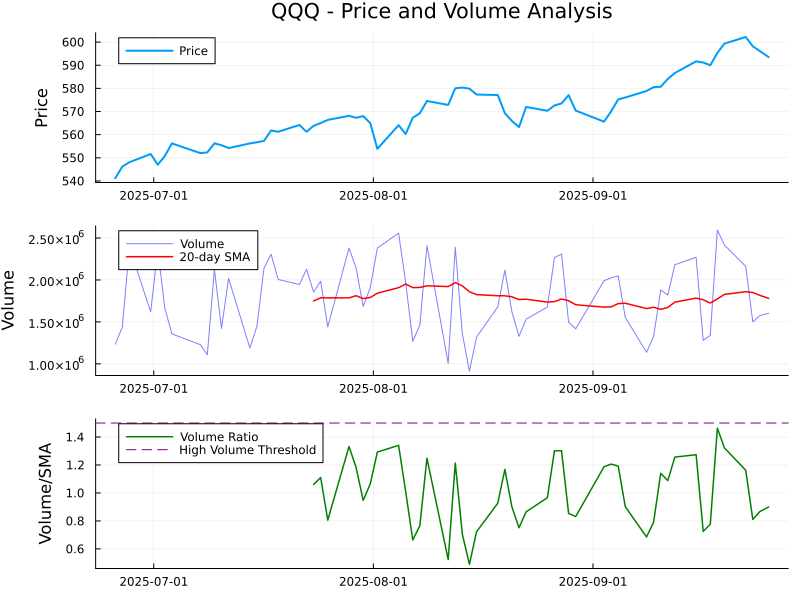 QQQ - Price and Volume Analysis
Price
600
590
580
570
560
550
540
Price
2025-07-01 2025-08-01 2025-09-01
Volume
2.50×10⁶
2.00×10⁶
1.50×10⁶
1.00×10⁶
Volume
20-day SMA
2025-07-01 2025-08-01 2025-09-01
Volume/SMA
1.4
1.2
1.0
0.8
0.6
Volume Ratio
High Volume Threshold
2025-07-01 2025-08-01 2025-09-01